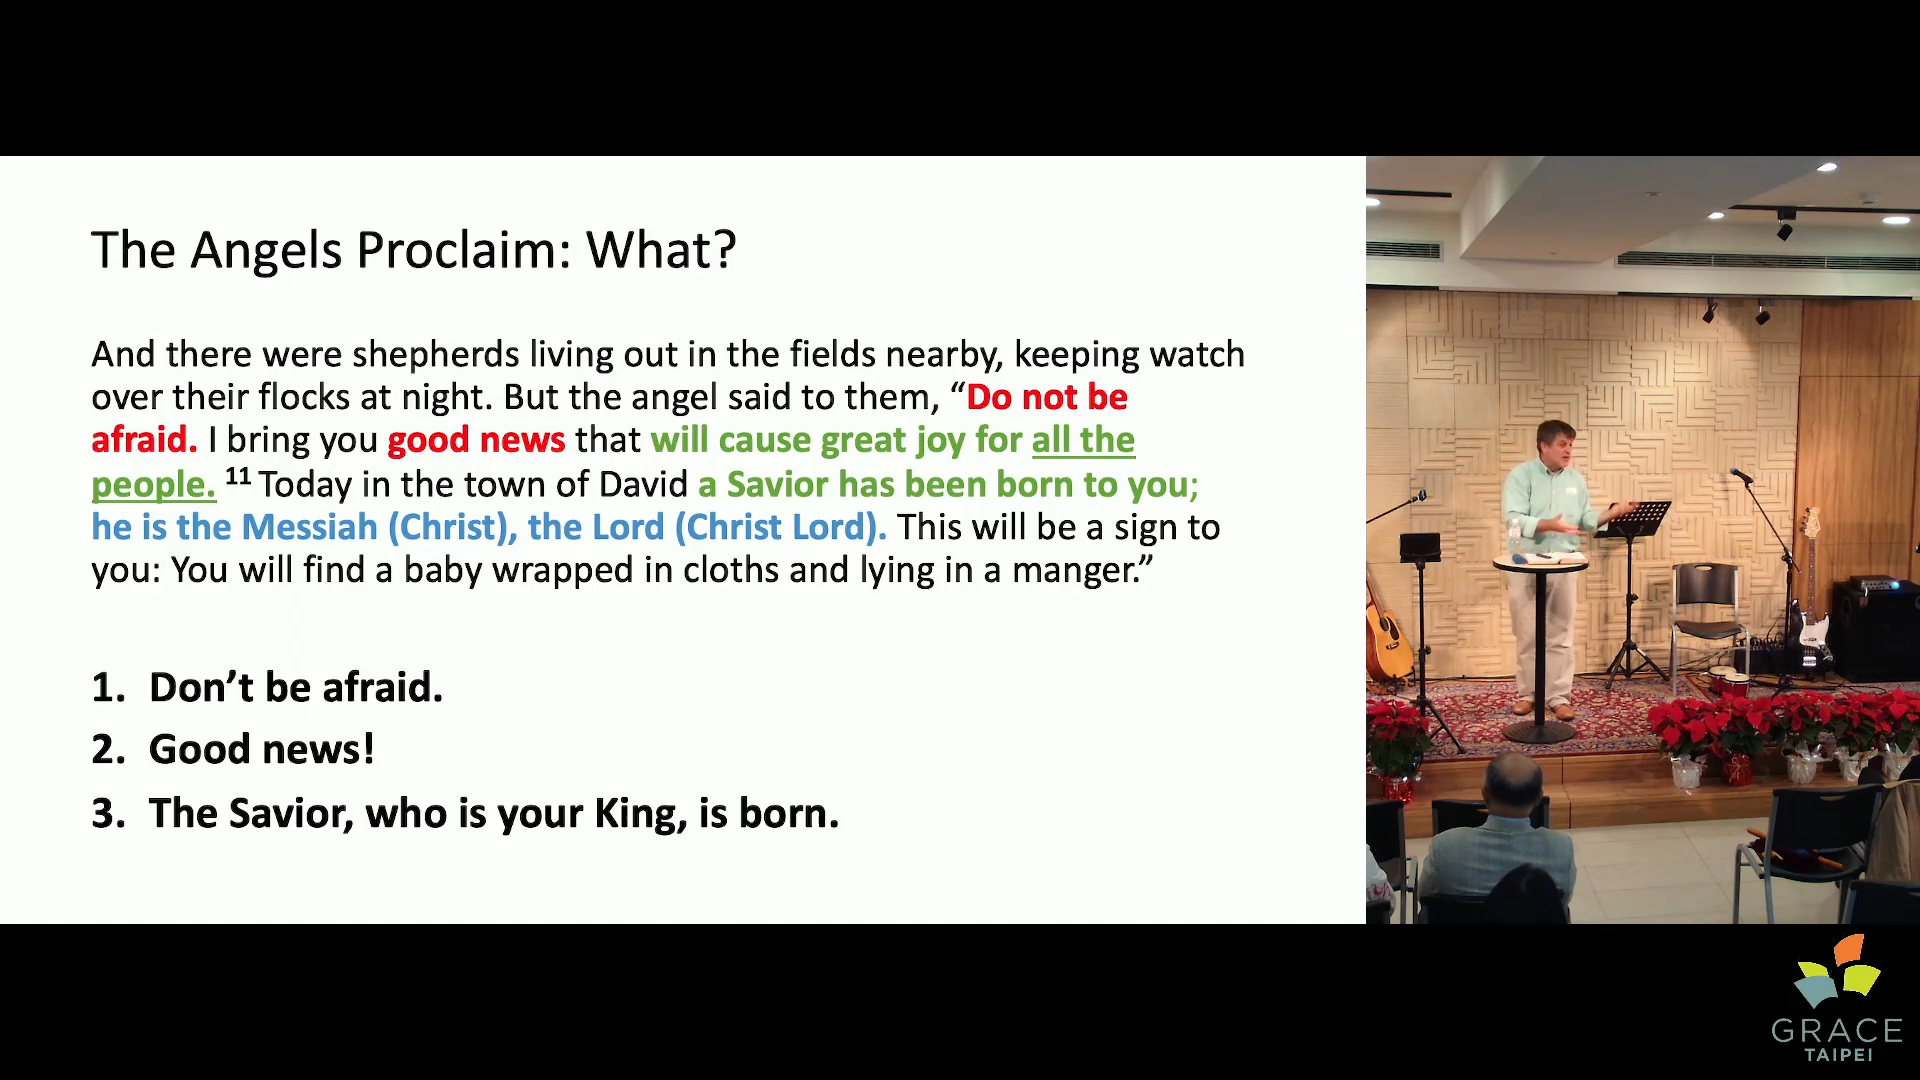 The Angels Proclaim: What?
And there were shepherds living out in the fields nearby, keeping watch
over their flocks at night. But the angel said to them, “Do not be
afraid. I bring you good news that will cause great joy for all the
people. 11 Today in the town of David a Savior has been born to you;
he is the Messiah (Christ), the Lord (Christ Lord). This will be a sign to
you: You will find a baby wrapped in cloths and lying in a manger.”
1. Don’t be afraid.
2. Good news!
3. The Savior, who is your King, is born.
GRACE
TAIPEI